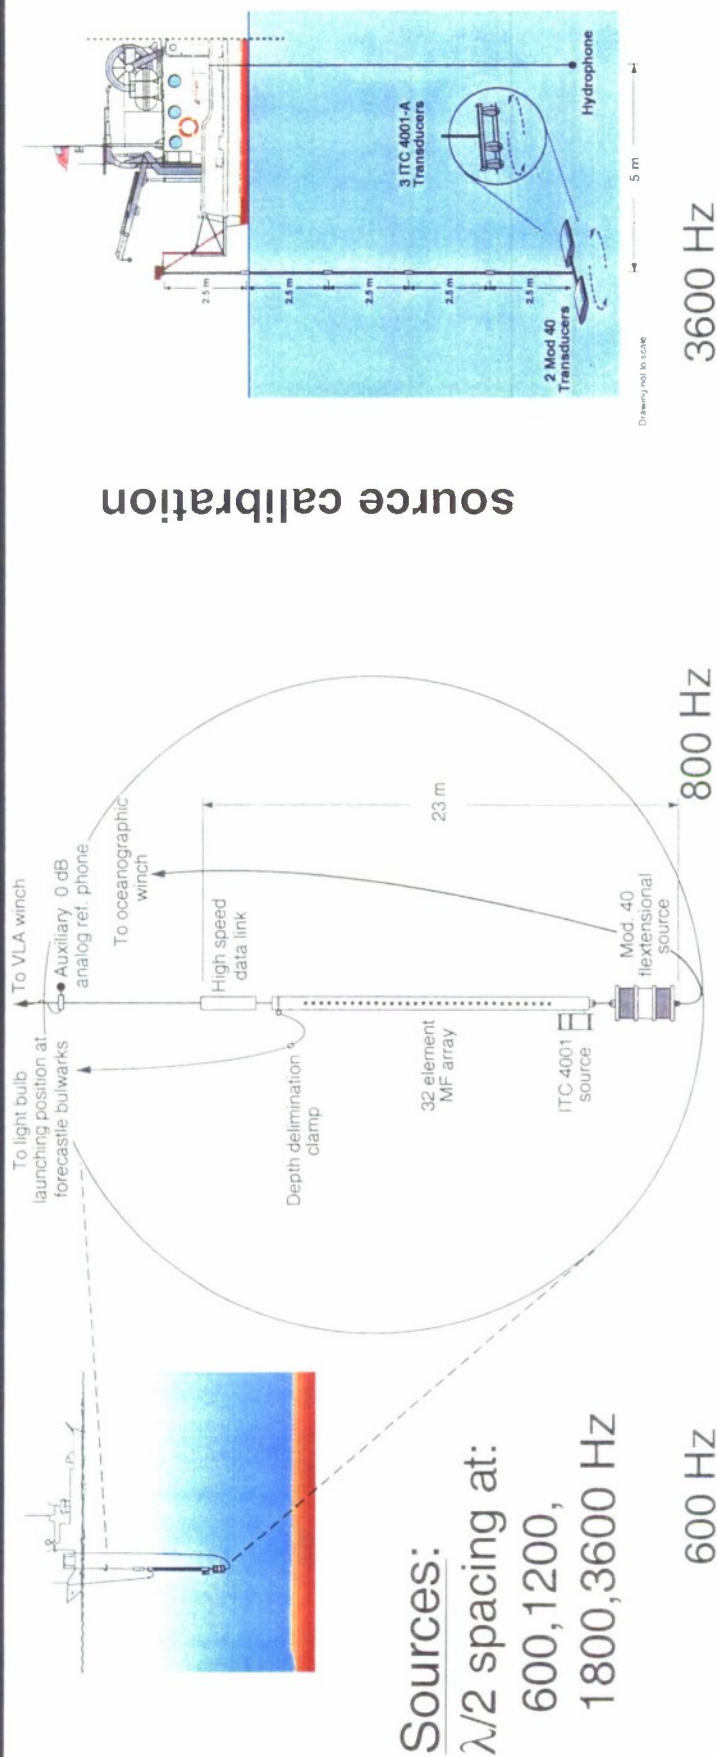 To light bulb
launching position at
forecastle bulwarks
To VLA winch
Auxiliary 0 dB
analog ref. phone
To oceanographic
winch
High speed
data link
Depth delimination
clamp
23 m
32 element
MF array
ITC 4001
source
Mod. 40
flextensional
source
Sources:
λ/2 spacing at:
600,1200,
1800,3600 Hz
600 Hz
800 Hz
3600 Hz
source calibration
2.5 m
2.5 m
2.5 m
2.5 m
2.5 m
3 ITC 4001-A
Transducers
2 Mod 40
Transducers
Hydrophone
5 m
Drawing not to scale